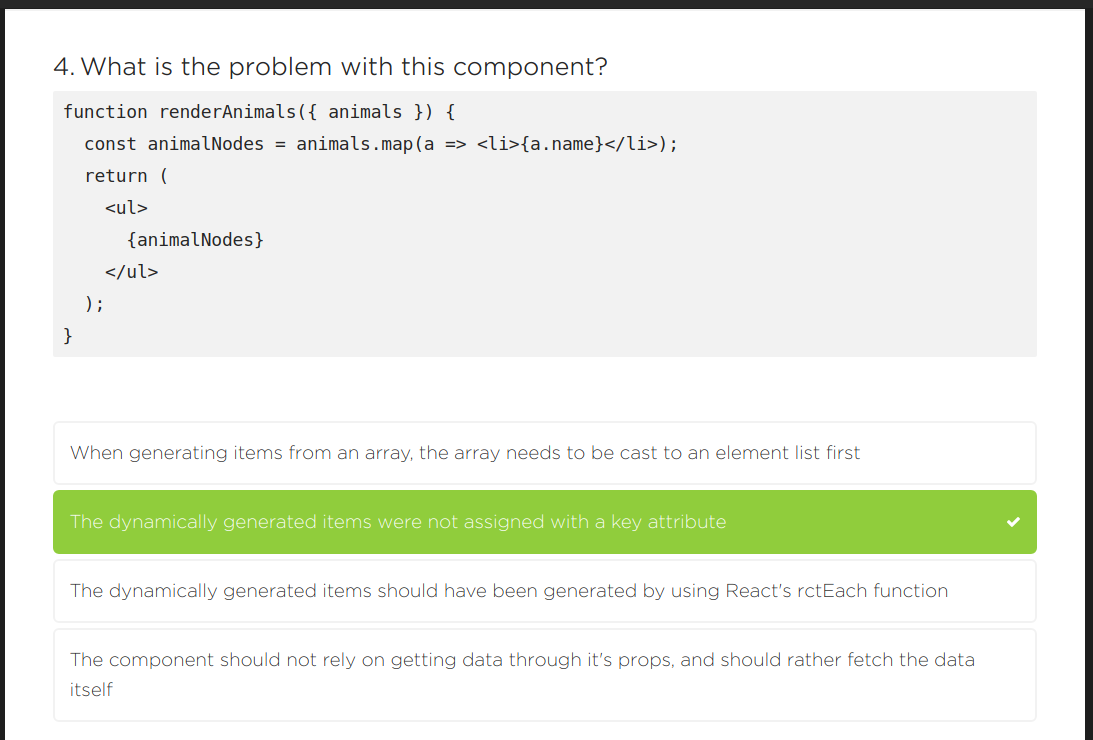 4. What is the problem with this component?
function renderAnimals({ animals }) {
const animalNodes = animals.map(a => <li>{a.name}</li>);
return (
<ul>
{animalNodes}
</ul>
);
}
When generating items from an array, the array needs to be cast to an element list first
The dynamically generated items were not assigned with a key attribute
The dynamically generated items should have been generated by using React's rctEach function
The component should not rely on getting data through it's props, and should rather fetch the data
itself